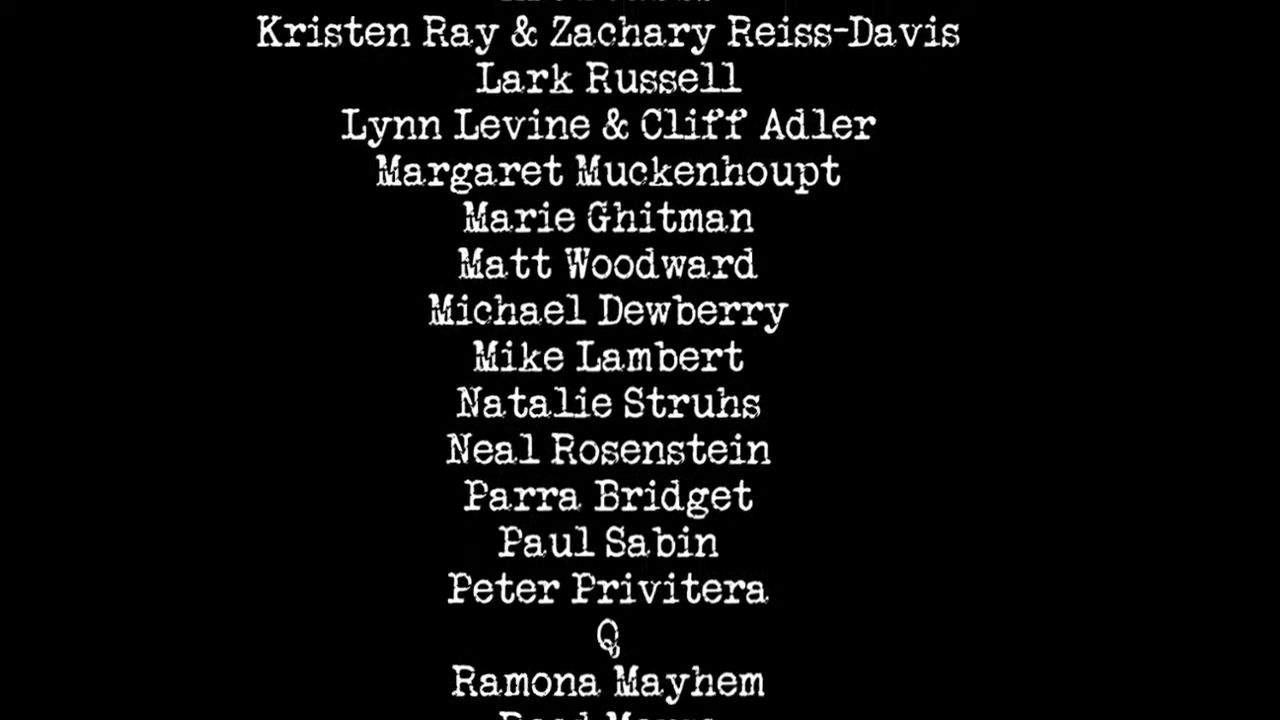 Kristen Ray & Zachary Reiss-Davis
Lark Russell
Lynn Levine & Cliff Adler
Margaret Muckenhoupt
Marie Ghitman
Matt Woodward
Michael Dewberry
Mike Lambert
Natalie Struhs
Neal Rosenstein
Parra Bridget
Paul Sabin
Peter Privitera
Q
Ramona Mayhem